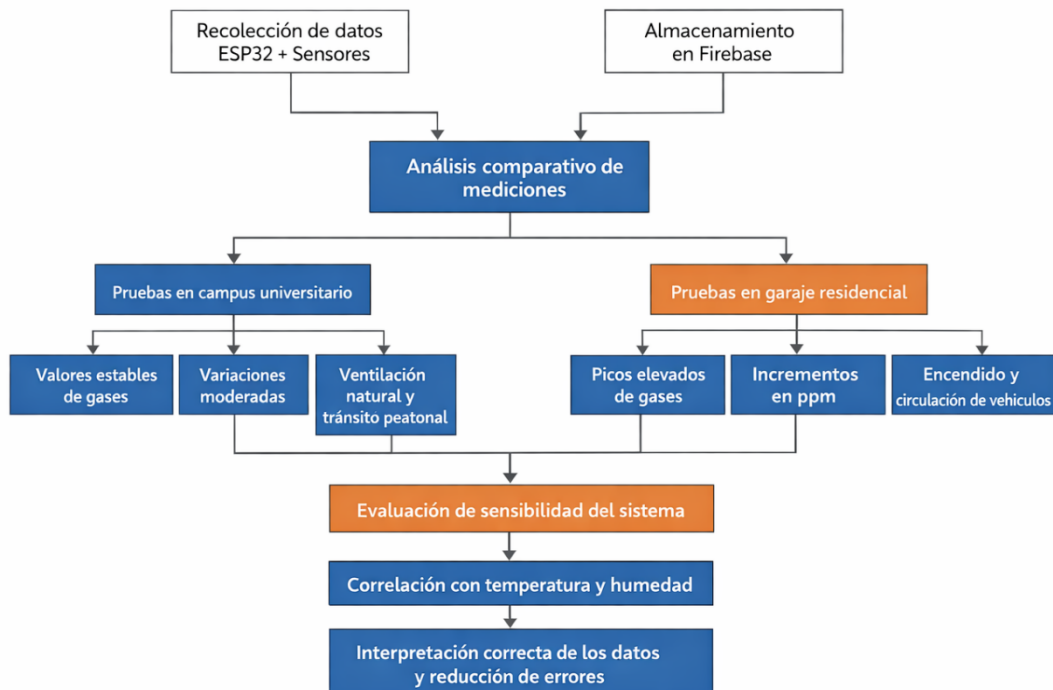 Recolección de datos
ESP32 + Sensores
Almacenamiento
en Firebase
Análisis comparativo de
mediciones
Pruebas en campus universitario
Pruebas en garaje residencial
Valores estables
de gases
Variaciones
moderadas
Ventilación
natural y
tránsito peatonal
Picos elevados
de gases
Incrementos
en ppm
Encendido y
circulación de vehiculos
Evaluación de sensibilidad del sistema
Correlación con temperatura y humedad
Interpretación correcta de los datos
y reducción de errores